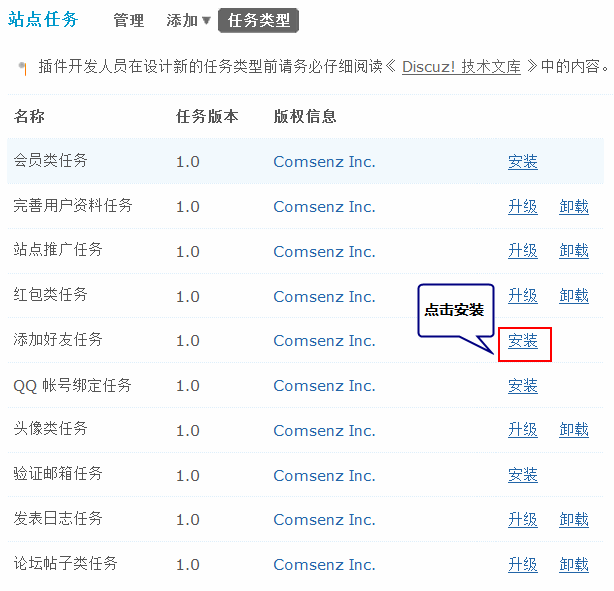 站点任务 管理 添加▼ 任务类型
插件开发人员在设计新的任务类型前请务必仔细阅读《 Discuz! 技术文库 》中的内容。
名称 任务版本 版权信息
会员类任务 1.0 Comsenz Inc. 安装
完善用户资料任务 1.0 Comsenz Inc. 升级 卸载
站点推广任务 1.0 Comsenz Inc. 升级 卸载
红包类任务 1.0 Comsenz Inc. 升级 卸载
点击安装
添加好友任务 1.0 Comsenz Inc. 安装
QQ 帐号绑定任务 1.0 Comsenz Inc. 安装
头像类任务 1.0 Comsenz Inc. 升级 卸载
验证邮箱任务 1.0 Comsenz Inc. 安装
发表日志任务 1.0 Comsenz Inc. 升级 卸载
论坛帖子类任务 1.0 Comsenz Inc. 升级 卸载